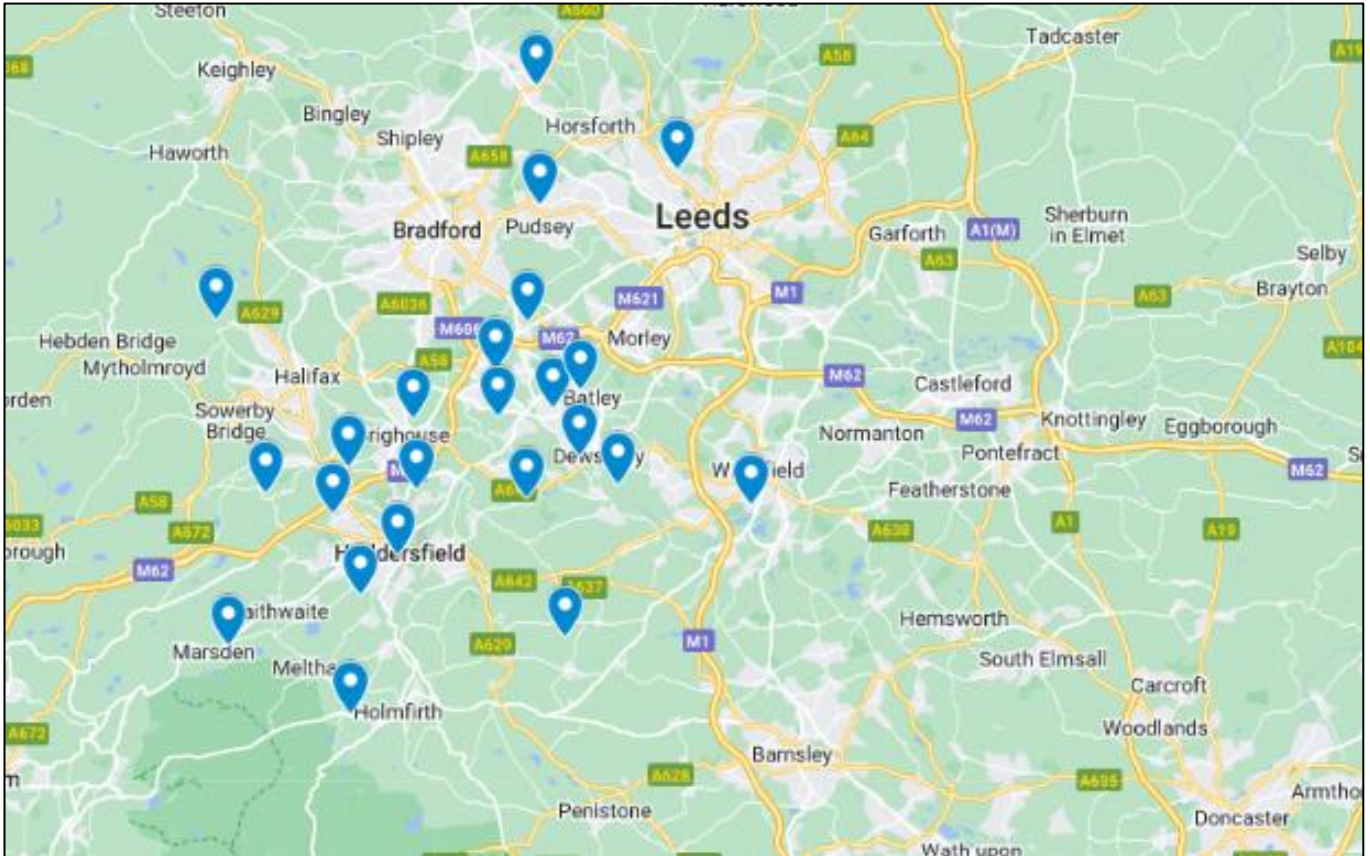 Steeton
A660
Tadcaster
A58
Keighley
Bingley
Shipley
Horsforth
A64
A658
Haworth
Bradford
Pudsey
Leeds
Garforth
A63
A1(M)
Sherburn
in Elmet
Selby
Brayton
A63
M1
M621
A629
A6036
M606
M62
Morley
Hebden Bridge
Mytholmroyd
A58
Halifax
M62
Castleford
Batley
Sowerby
Bridge
Knottingley
Eggborough
M62
Normanton
Pontefract
M62
Featherstone
A58
A672
A638
A1
A19
M62
A642
A629
M1
Hemsworth
South Elmsall
Marsden
Holmfirth
Carcroft
Woodlands
A672
Barnsley
A628
A635
Penistone
Doncaster